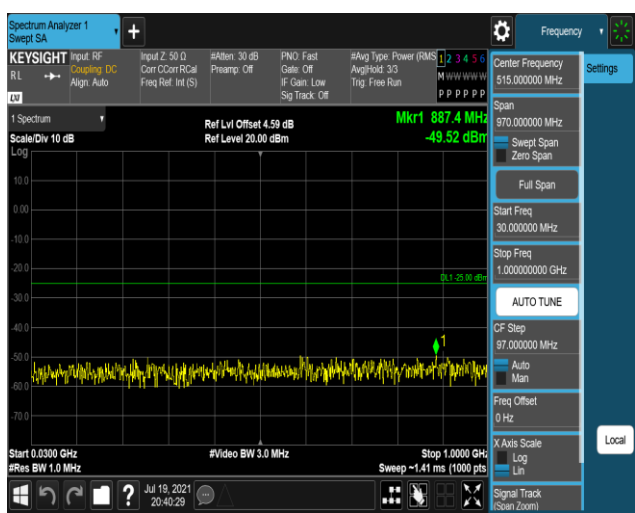 Spectrum Analyzer 1
Swept SA
+
Frequency
KEYSIGHT
RL
LXI
Input: RF
Coupling: DC
Align: Auto
Input Z: 50 Ω
Corr CCorr RCal
Freq Ref: Int (S)
#Atten: 30 dB
Preamp: Off
PNO: Fast
Gate: Off
IF Gain: Low
Sig Track: Off
#Avg Type: Power (RMS
Avg|Hold: 3/3
Trig: Free Run
1 2 3 4 5 6
M W W W W W
P P P P P P
1 Spectrum
Scale/Div 10 dB
Log
Ref Lvl Offset 4.59 dB
Ref Level 20.00 dBm
Mkr1 887.4 MHz
-49.52 dBm
10.0
0.00
-10.0
-20.0
-30.0
-40.0
-50.0
-60.0
-70.0
DL1 -25.00 dBm
1
Start 0.0300 GHz
#Res BW 1.0 MHz
#Video BW 3.0 MHz
Stop 1.0000 GHz
Sweep ~1.41 ms (1000 pts
?
Jul 19, 2021
20:40:29
Center Frequency
515.000000 MHz
Span
970.000000 MHz
Swept Span
Zero Span
Full Span
Start Freq
30.000000 MHz
Stop Freq
1.000000000 GHz
AUTO TUNE
CF Step
97.000000 MHz
Auto
Man
Freq Offset
0 Hz
X Axis Scale
Log
Lin
Signal Track
(Span Zoom)
Settings
Local